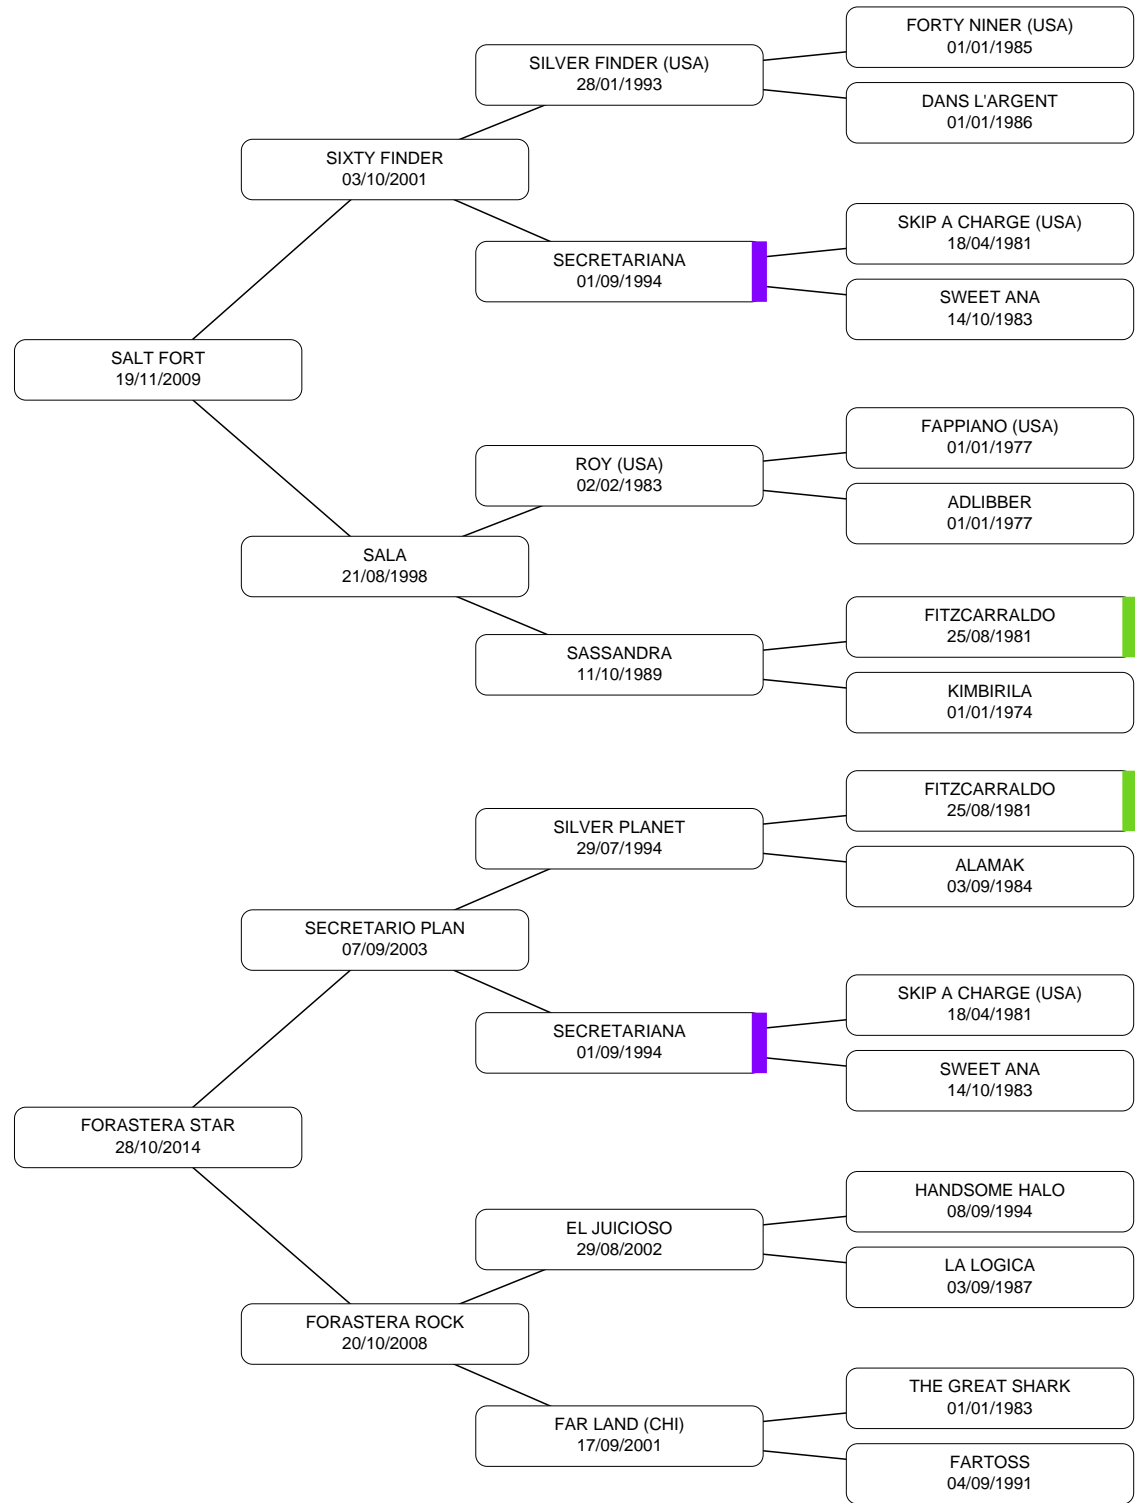 FORTY NINER (USA)
01/01/1985
SILVER FINDER (USA)
28/01/1993
DANS L'ARGENT
01/01/1986
SIXTY FINDER
03/10/2001
SKIP A CHARGE (USA)
18/04/1981
SECRETARIANA
01/09/1994
SWEET ANA
14/10/1983
SALT FORT
19/11/2009
FAPPIANO (USA)
01/01/1977
ROY (USA)
02/02/1983
ADLIBBER
01/01/1977
SALA
21/08/1998
FITZCARRALDO
25/08/1981
SASSANDRA
11/10/1989
KIMBIRILA
01/01/1974
FITZCARRALDO
25/08/1981
SILVER PLANET
29/07/1994
ALAMAK
03/09/1984
SECRETARIO PLAN
07/09/2003
SKIP A CHARGE (USA)
18/04/1981
SECRETARIANA
01/09/1994
SWEET ANA
14/10/1983
FORASTERA STAR
28/10/2014
HANDSOME HALO
08/09/1994
EL JUICIOSO
29/08/2002
LA LOGICA
03/09/1987
FORASTERA ROCK
20/10/2008
THE GREAT SHARK
01/01/1983
FAR LAND (CHI)
17/09/2001
FARTOSS
04/09/1991